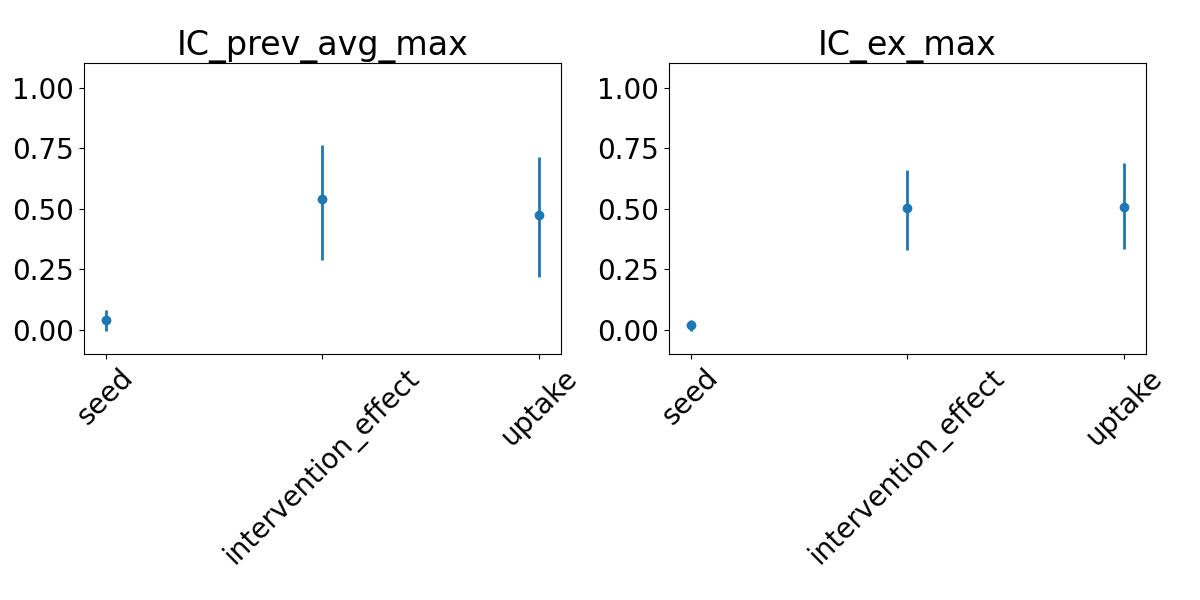 IC_prev_avg_max
1.00
0.75
0.50
0.25
0.00
seed
intervention_effect
uptake
IC_ex_max
1.00
0.75
0.50
0.25
0.00
seed
intervention_effect
uptake